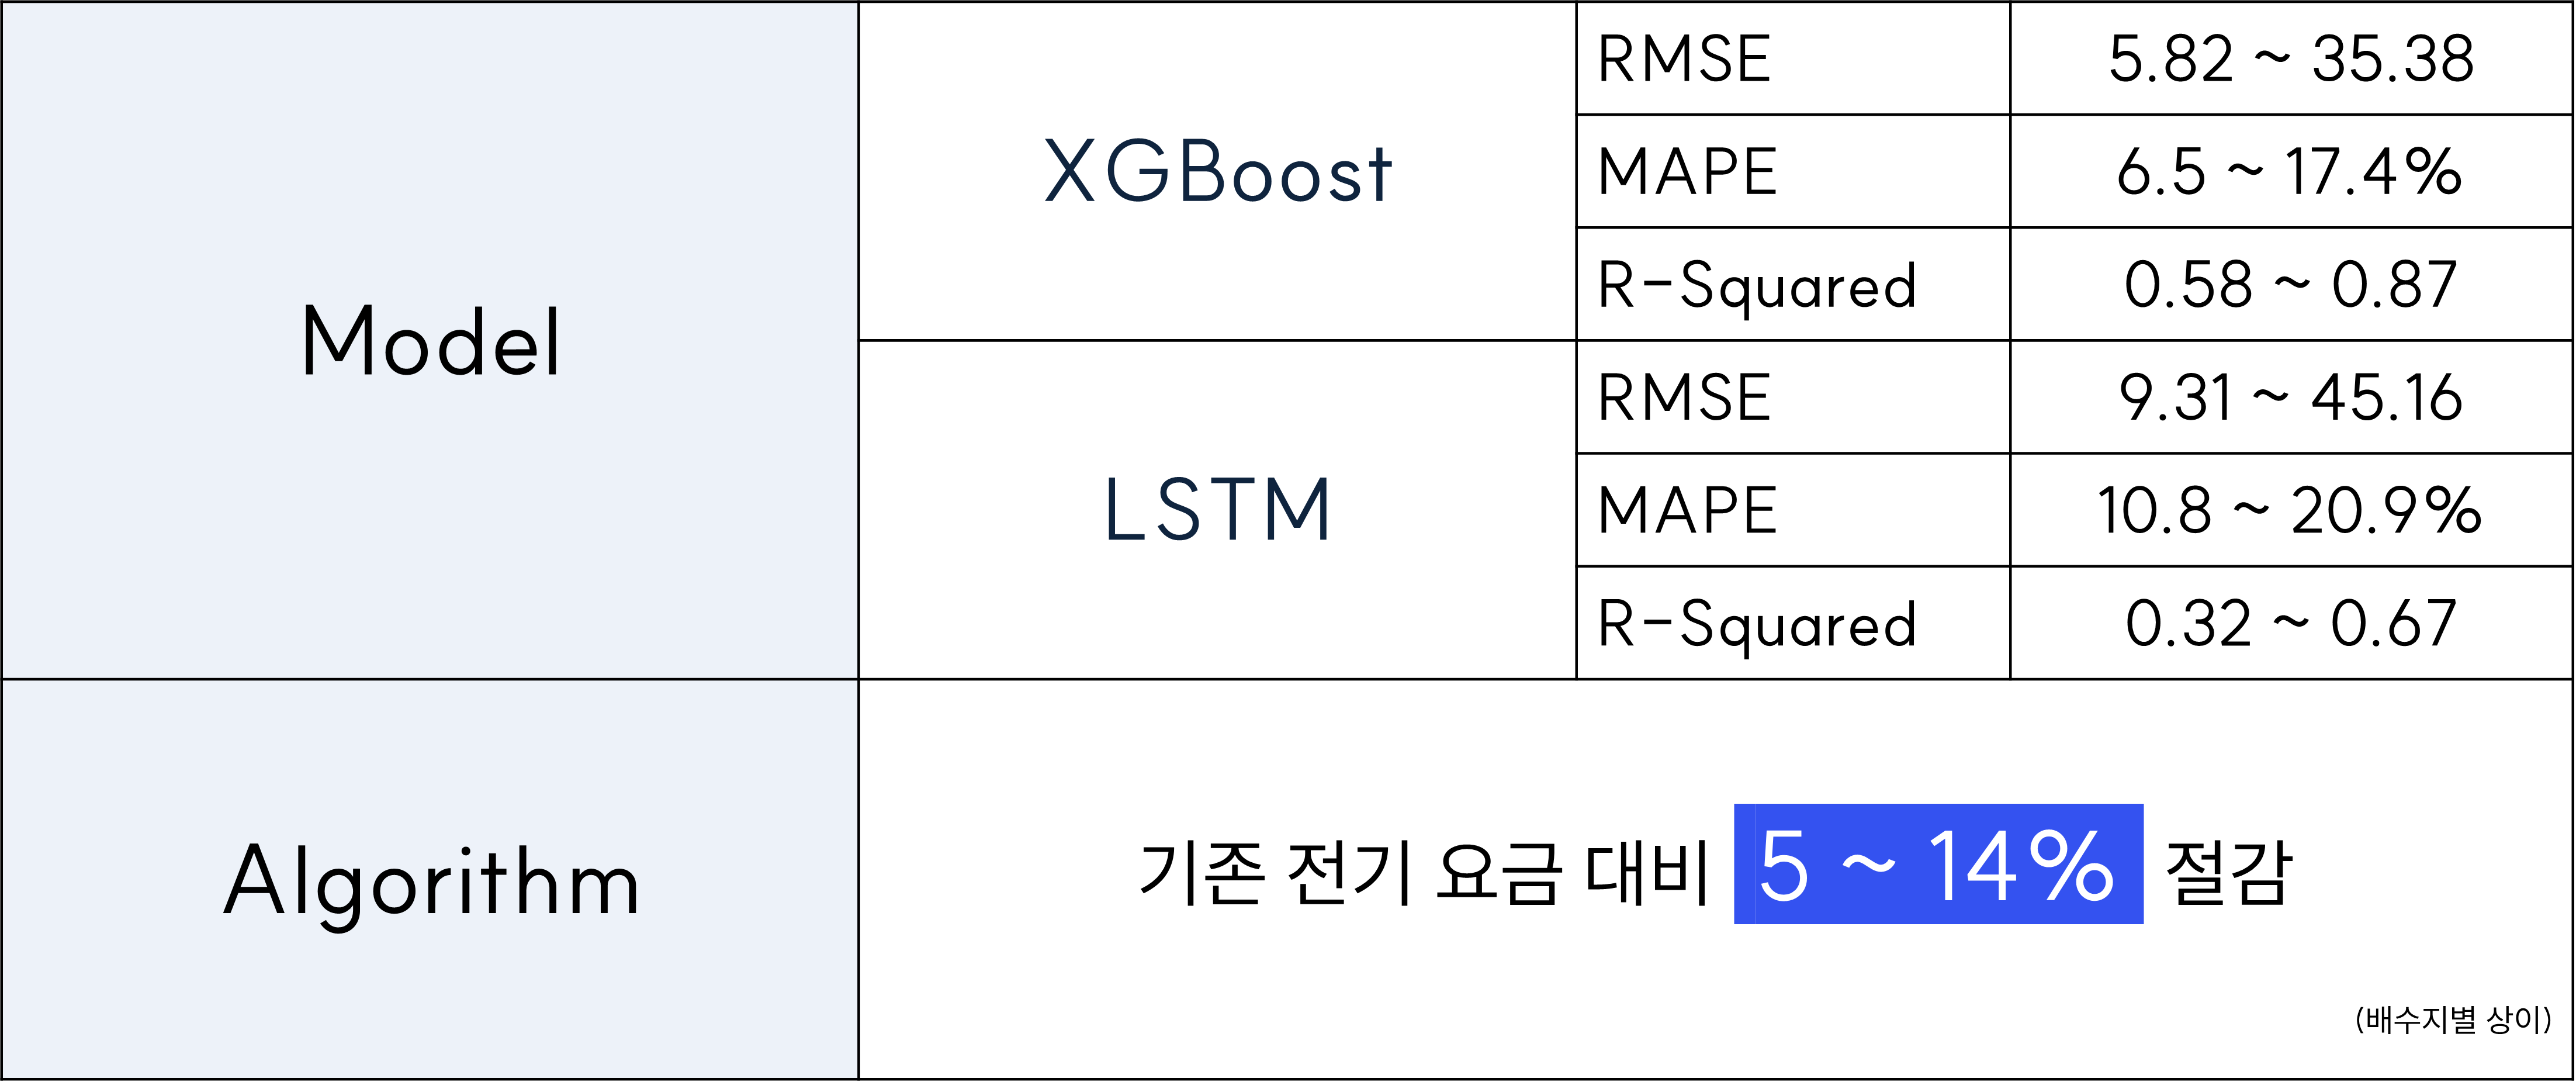 Model
XGBoost
RMSE
5.82 ~ 35.38
MAPE
6.5 ~ 17.4%
R-Squared
0.58 ~ 0.87
LSTM
RMSE
9.31 ~ 45.16
MAPE
10.8 ~ 20.9%
R-Squared
0.32 ~ 0.67
Algorithm
기존 전기 요금 대비 5 ~ 14% 절감
(배수지별 상이)